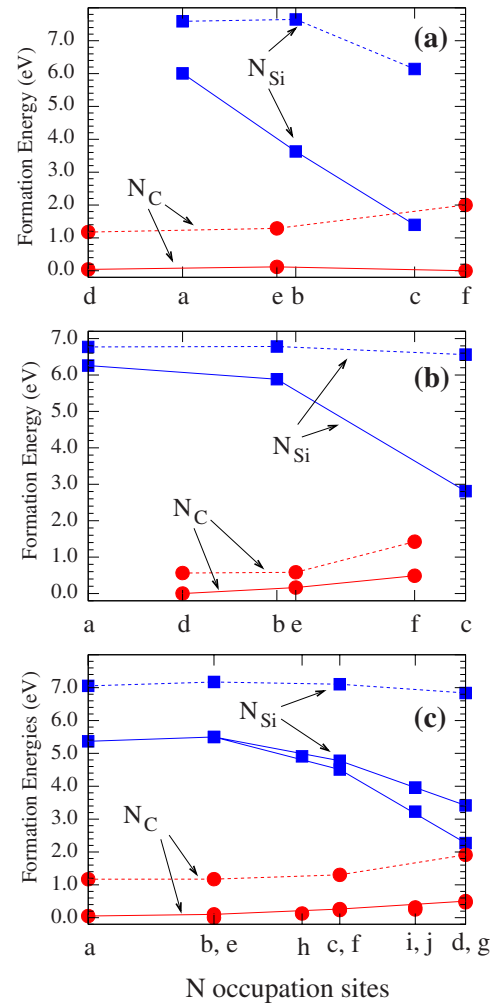 7.0
(a)
6.0
N_Si
5.0
4.0
3.0
N_C
2.0
1.0
0.0
Formation Energy (eV)
d a e b c f
7.0
(b)
6.0
5.0
N_Si
4.0
3.0
N_C
2.0
1.0
0.0
Formation Energy (eV)
a d b e f c
8.0
7.0
(c)
N_Si
6.0
5.0
4.0
3.0
N_C
2.0
1.0
0.0
Formation Energies (eV)
a b, e h c, f i, j d, g
N occupation sites